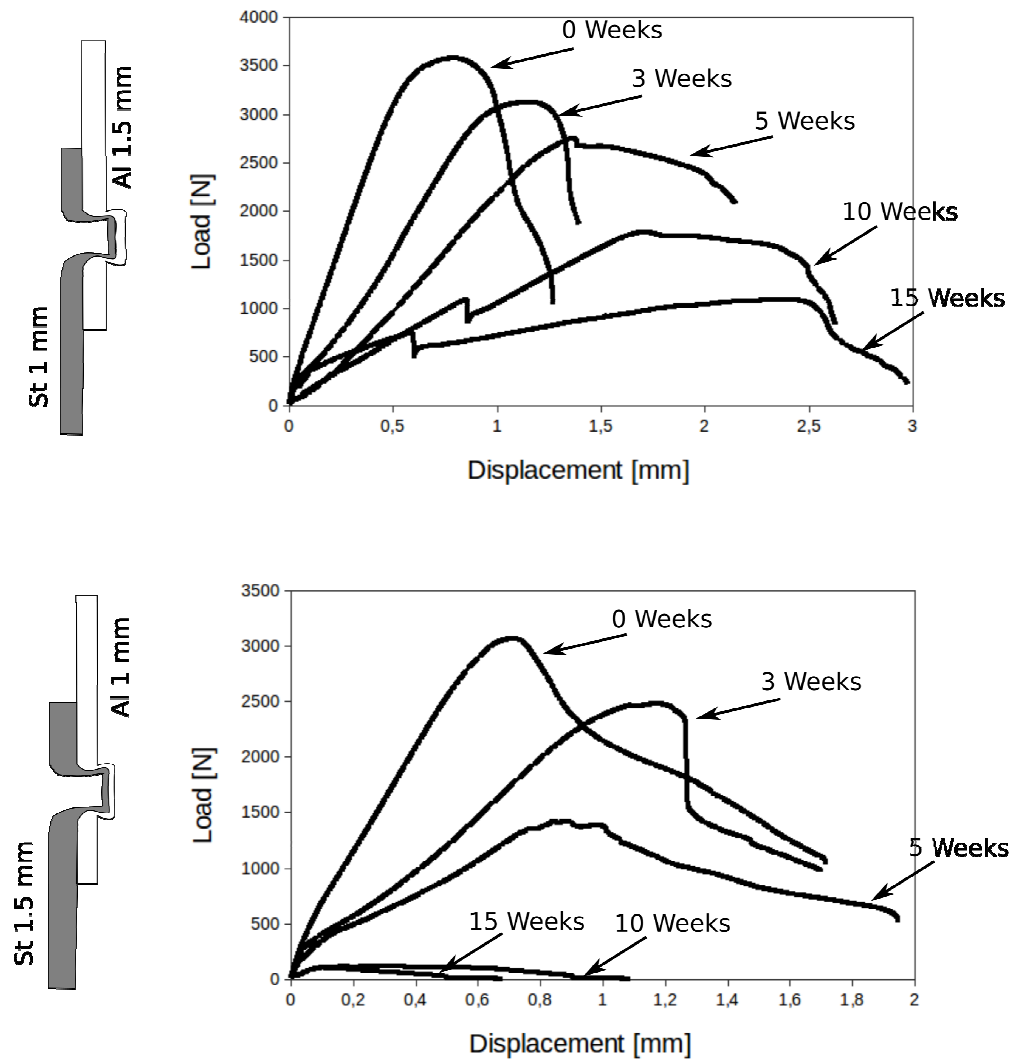 4000
0 Weeks
3500
3 Weeks
3000
5 Weeks
2500
2000
10 Weeks
1500
15 Weeks
1000
500
0
Load [N]
Al 1.5 mm
St 1 mm
0 0,5 1 1,5 2 2,5 3
Displacement [mm]
3500
0 Weeks
3000
3 Weeks
2500
2000
1500
5 Weeks
1000
15 Weeks 10 Weeks
500
0
Load [N]
Al 1 mm
St 1.5 mm
0 0,2 0,4 0,6 0,8 1 1,2 1,4 1,6 1,8 2
Displacement [mm]